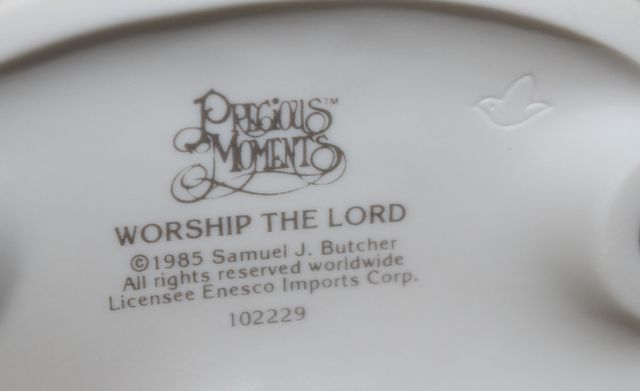 Precious™
Moments
WORSHIP THE LORD
©1985 Samuel J. Butcher
All rights reserved worldwide
Licensee Enesco Imports Corp.
102229